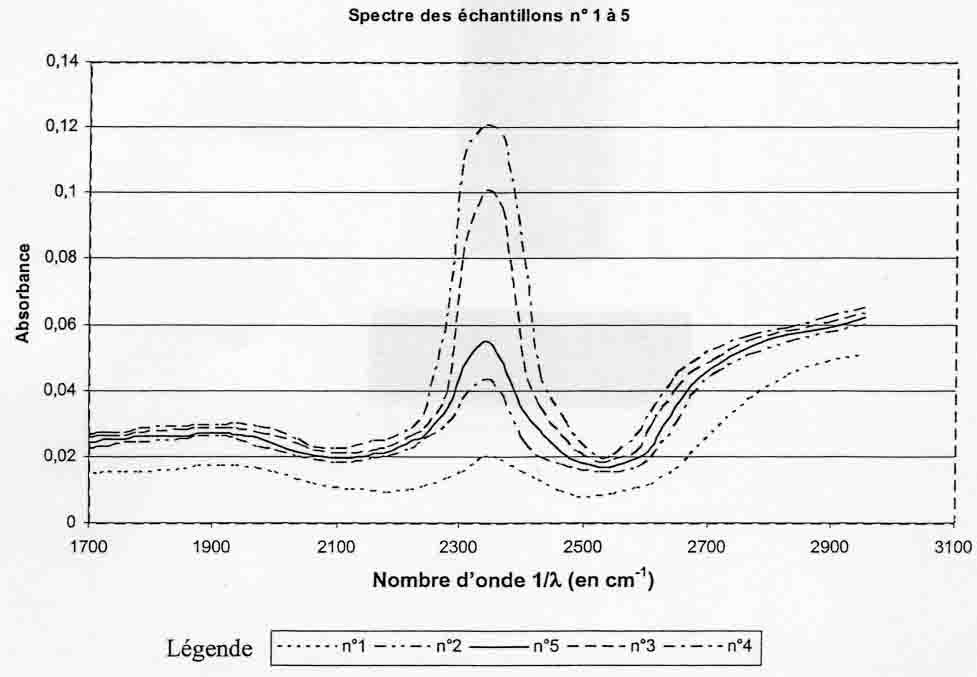 Spectre des échantillons n° 1 à 5
0,14
0,12
0,1
0,08
0,06
0,04
0,02
0
Absorbance
1700 1900 2100 2300 2500 2700 2900 3100
Nombre d'onde 1/λ (en cm⁻¹)
Légende n°1 n°2 n°5 n°3 n°4